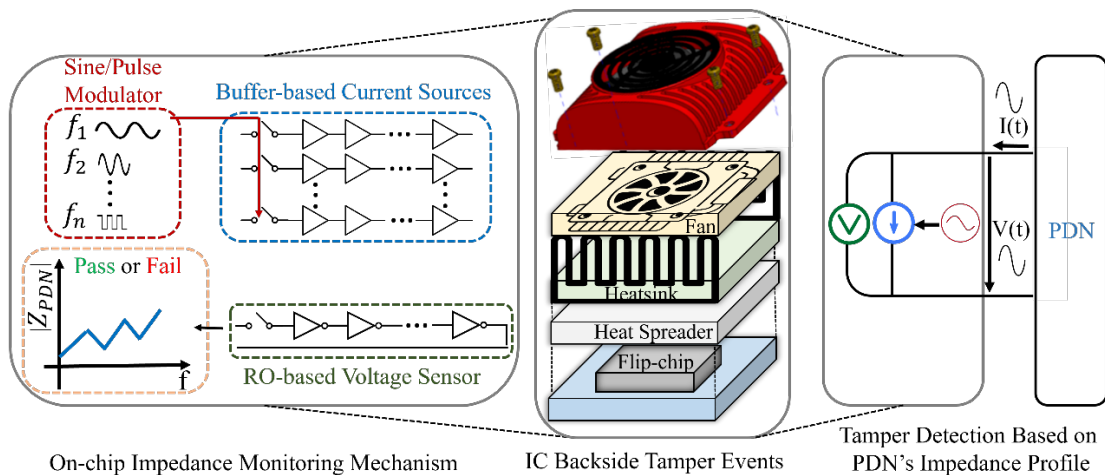 Sine/Pulse
Modulator
f1
f2
fn
Buffer-based Current Sources
Pass or Fail
|ZPDN|
f
RO-based Voltage Sensor
On-chip Impedance Monitoring Mechanism
Fan
Heatsink
Heat Spreader
Flip-chip
IC Backside Tamper Events
I(t)
V
V(t)
PDN
Tamper Detection Based on
PDN's Impedance Profile